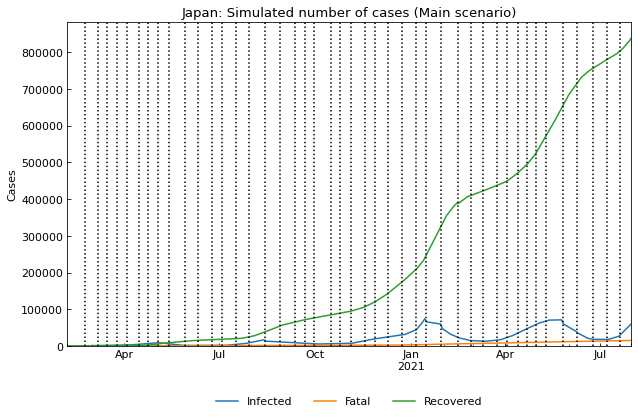 Japan: Simulated number of cases (Main scenario)
800000
700000
600000
500000
400000
300000
200000
100000
0
Cases
Apr Jul Oct Jan Apr Jul
2021
Infected Fatal Recovered